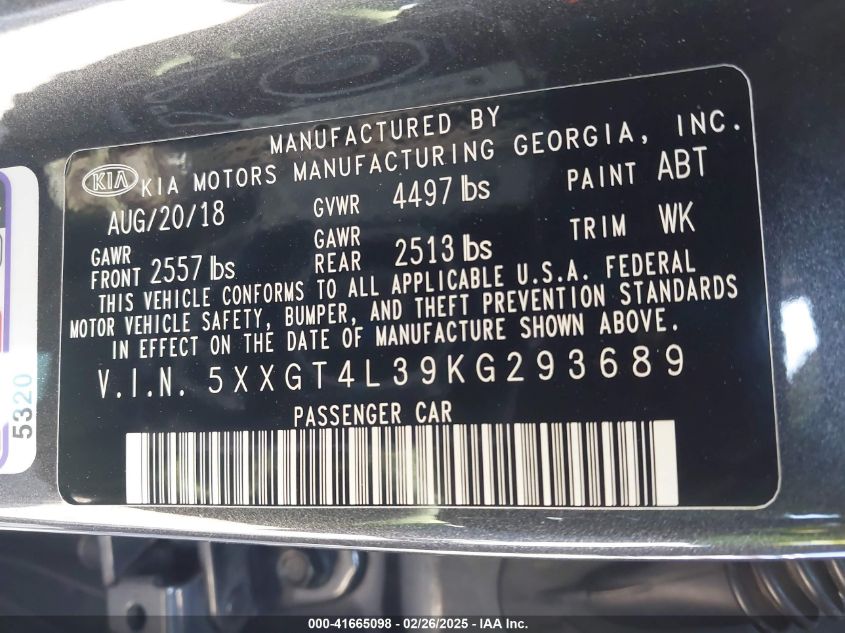 MANUFACTURED BY
KIA KIA MOTORS MANUFACTURING GEORGIA, INC.
AUG/20/18 GVWR 4497 lbs PAINT ABT
GAWR FRONT 2557 lbs GAWR REAR 2513 lbs TRIM WK
THIS VEHICLE CONFORMS TO ALL APPLICABLE U.S.A. FEDERAL
MOTOR VEHICLE SAFETY, BUMPER, AND THEFT PREVENTION STANDARDS
IN EFFECT ON THE DATE OF MANUFACTURE SHOWN ABOVE.
V.I.N. 5XXGT4L39KG293689
PASSENGER CAR
5320
000-41665098 - 02/26/2025 - IAA Inc.